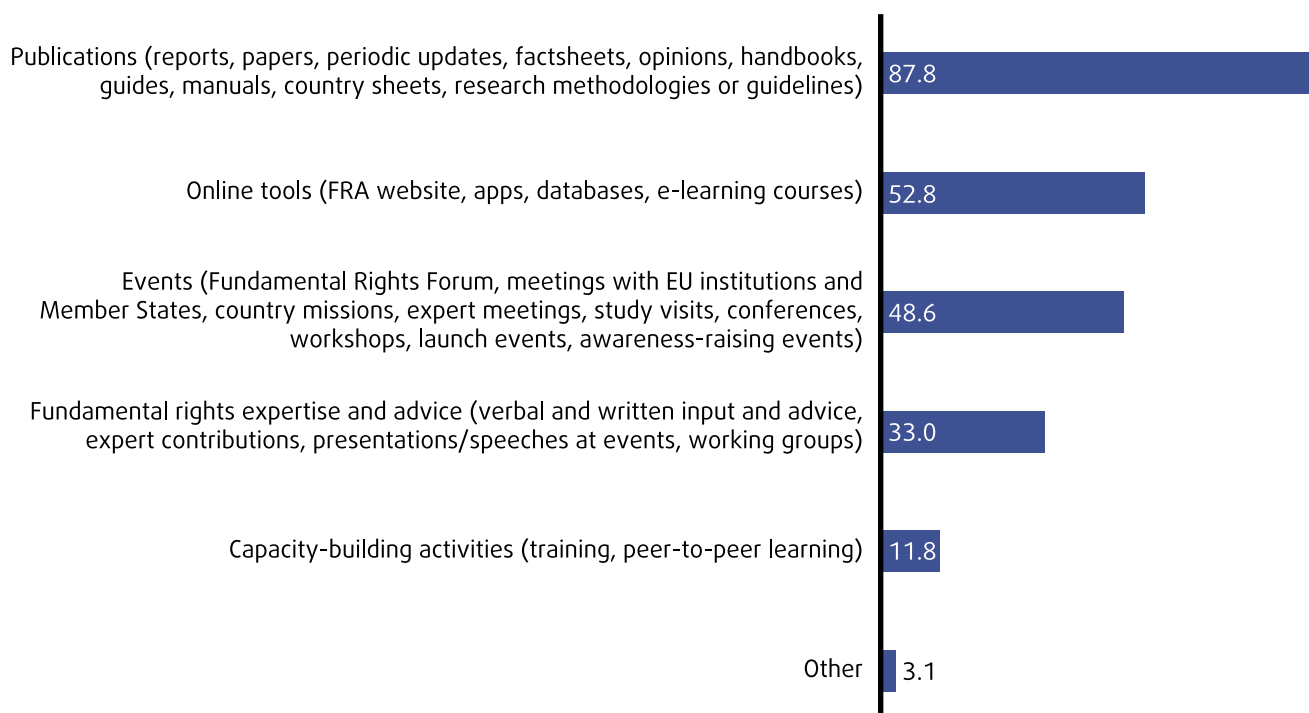 Publications (reports, papers, periodic updates, factsheets, opinions, handbooks,
guides, manuals, country sheets, research methodologies or guidelines)
87.8
Online tools (FRA website, apps, databases, e-learning courses)
52.8
Events (Fundamental Rights Forum, meetings with EU institutions and
Member States, country missions, expert meetings, study visits, conferences,
workshops, launch events, awareness-raising events)
48.6
Fundamental rights expertise and advice (verbal and written input and advice,
expert contributions, presentations/speeches at events, working groups)
33.0
Capacity-building activities (training, peer-to-peer learning)
11.8
Other
3.1